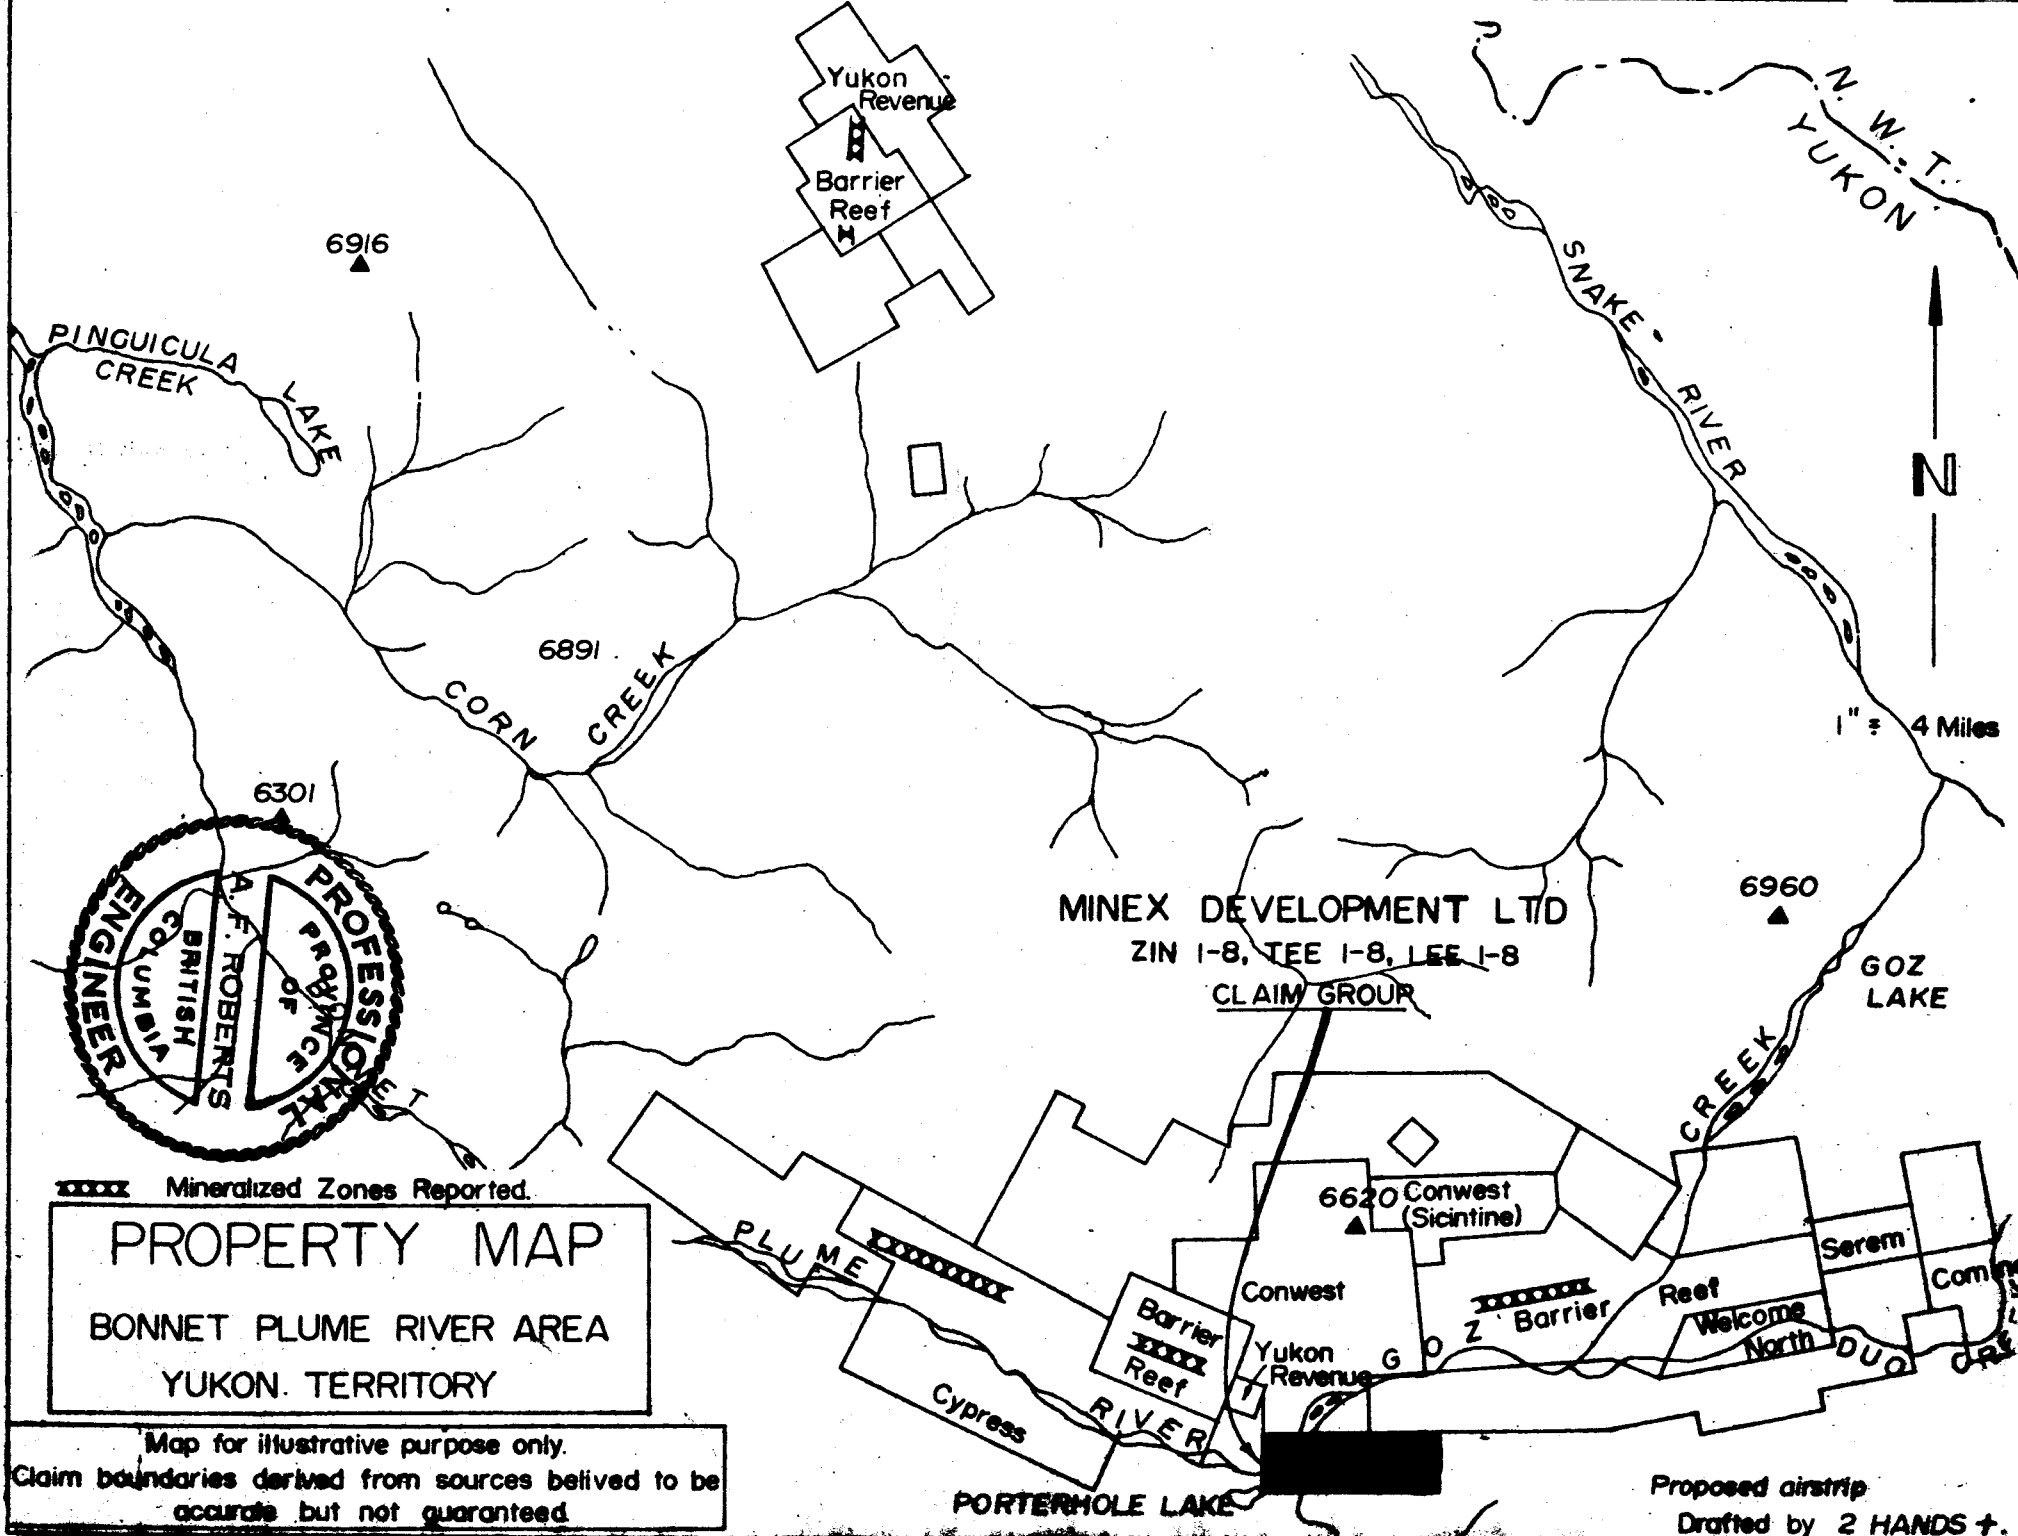 Yukon
Revenue
Barrier
Reef
N. W. T.
YUKON
6916
SNAKE RIVER
PINGUICULA
CREEK
LAKE
N
6891
CORN CREEK
1" = 4 Miles
6301
PROFESSIONAL
ENGINEER
PROVINCE
OF
A. F. ROBERTS
BRITISH
COLUMBIA
MINEX DEVELOPMENT LTD
ZIN 1-8, TEE 1-8, LEE 1-8
CLAIM GROUP
6960
GOZ
LAKE
CREEK
BONNET
PLUME
RIVER
6620
Conwest
(Sicintine)
Conwest
Barrier
Reef
Yukon
Revenue
Cypress
GOZ
Barrier
Reef
Welcome
North
Serem
DUO
PORTERHOLE LAKE
Mineralized Zones Reported.
PROPERTY MAP
BONNET PLUME RIVER AREA
YUKON. TERRITORY
Map for illustrative purpose only.
Claim boundaries derived from sources belived to be
accurate but not guaranteed
Proposed airstrip
Drafted by 2 HANDS +.